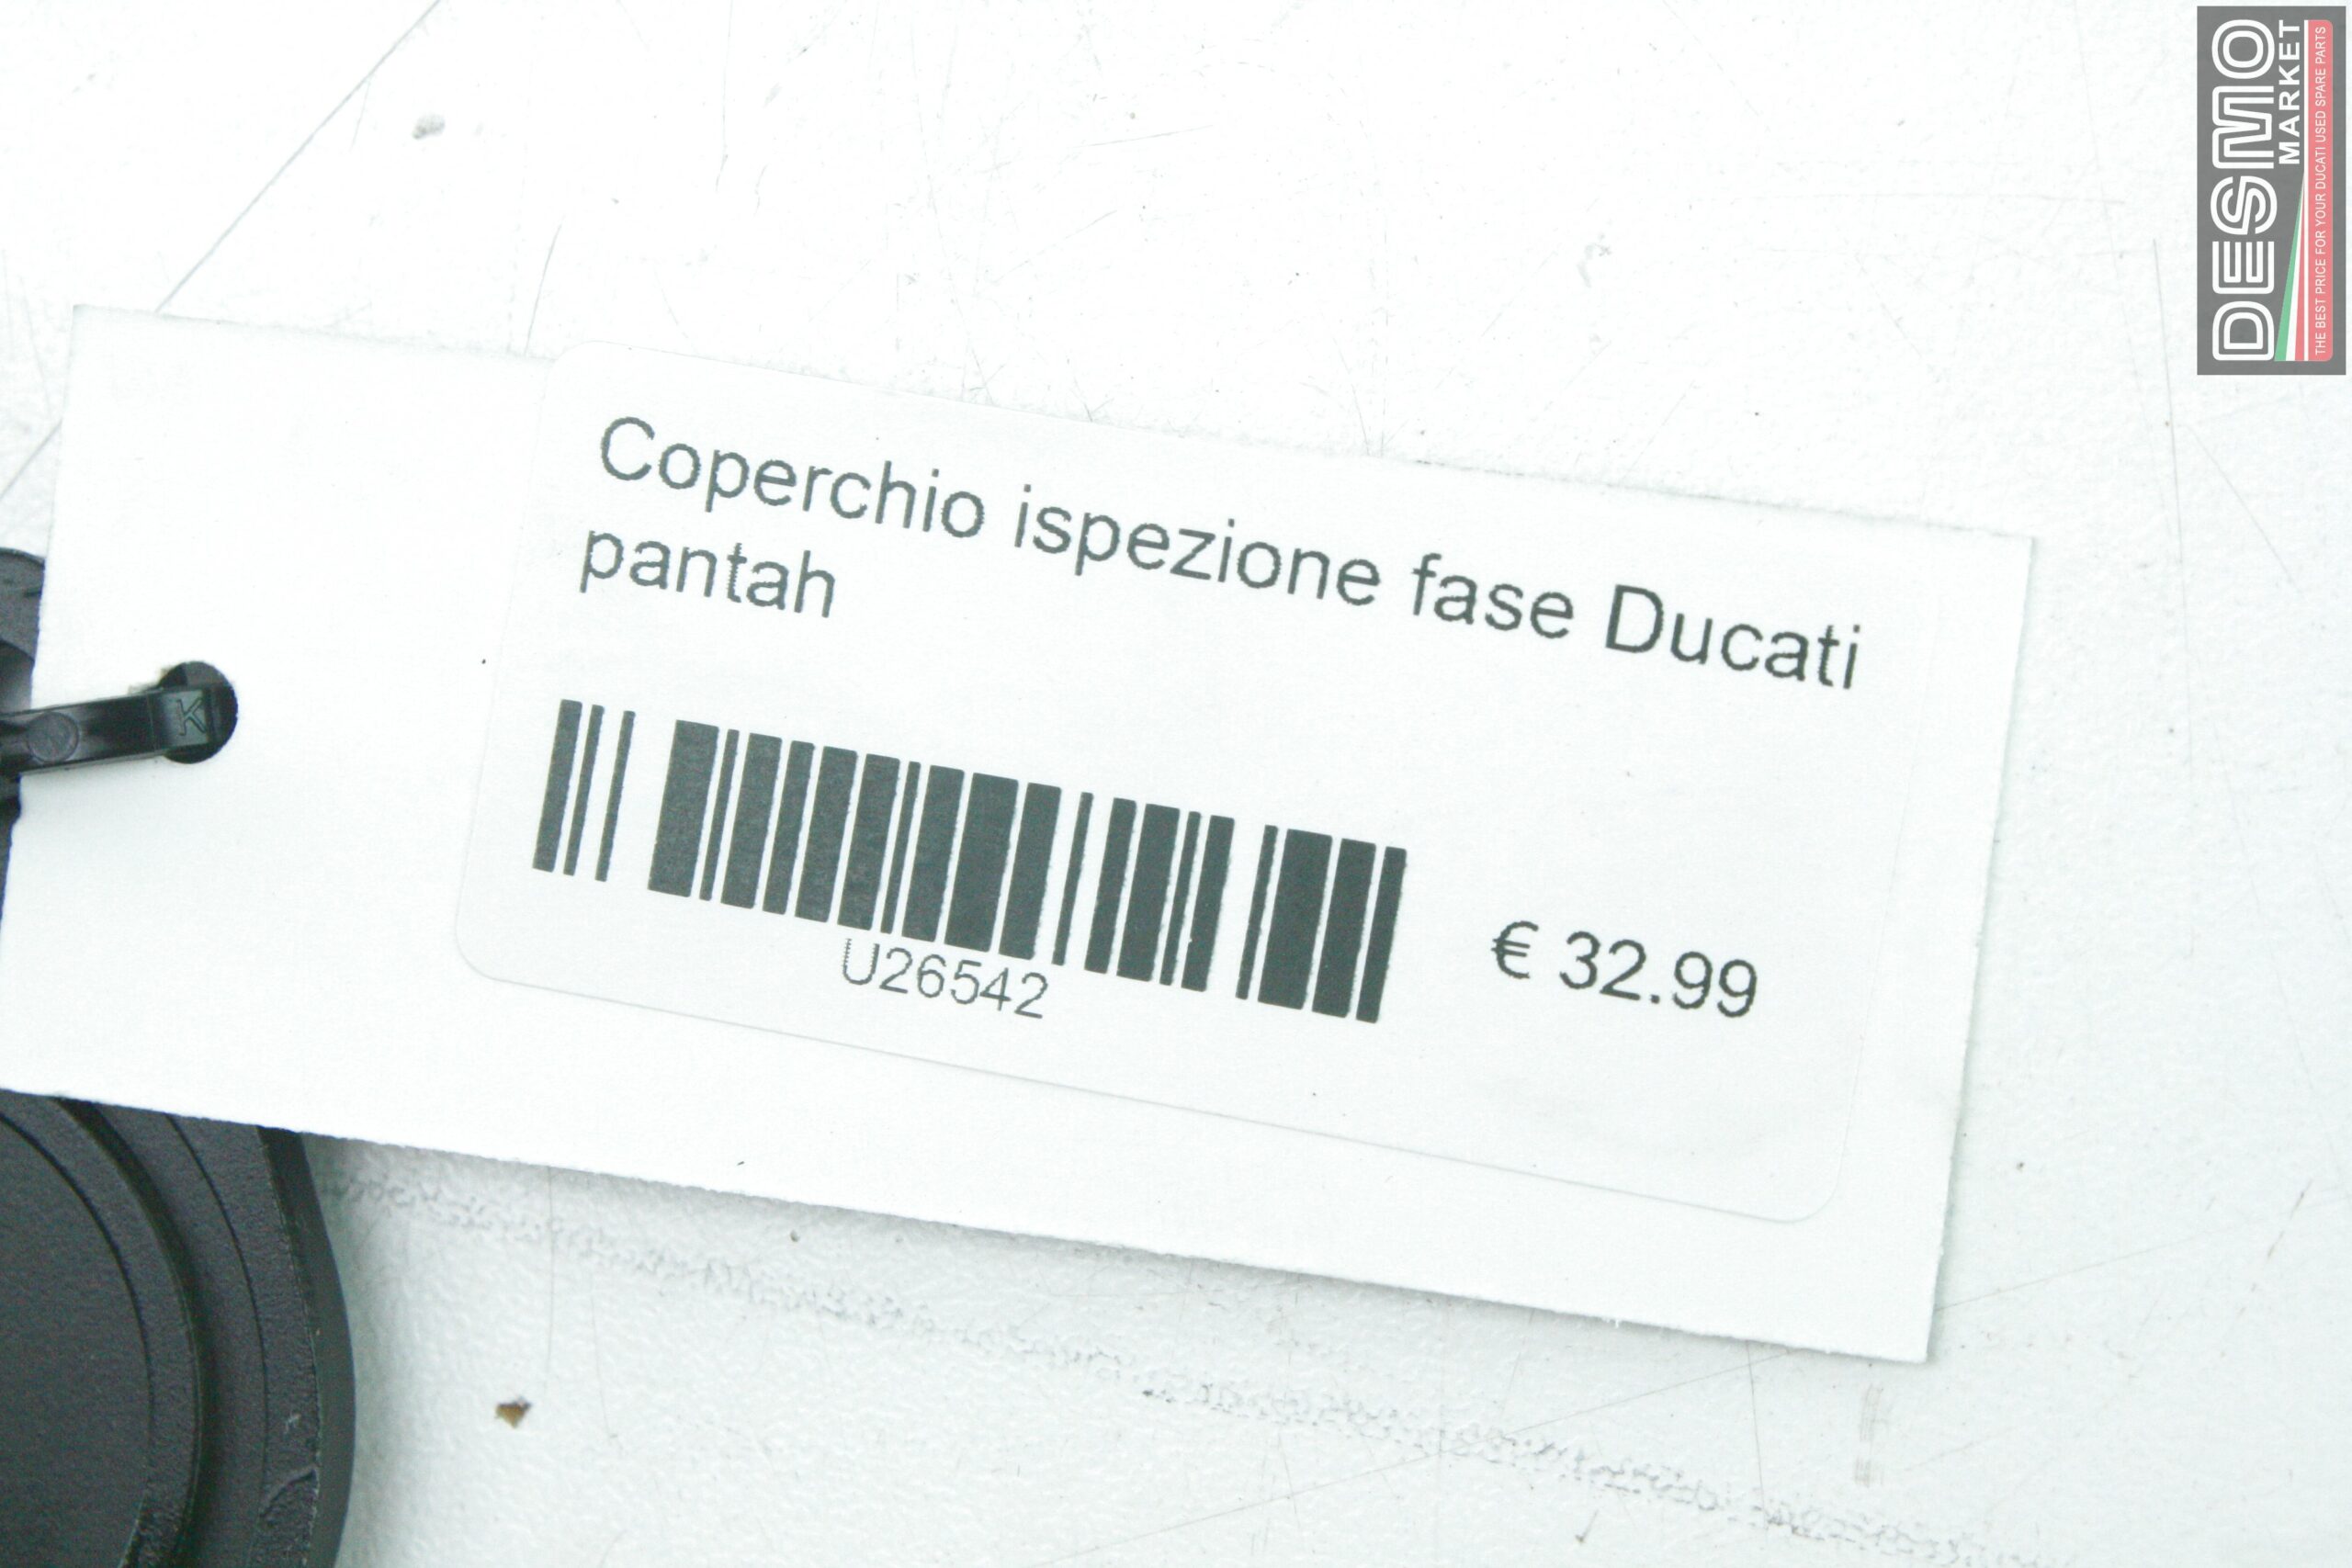 Coperchio ispezione fase Ducati
pantah
U26542
€ 32.99
DESMO
MARKET
THE BEST PRICE FOR YOUR DUCATI USED SPARE PARTS
K